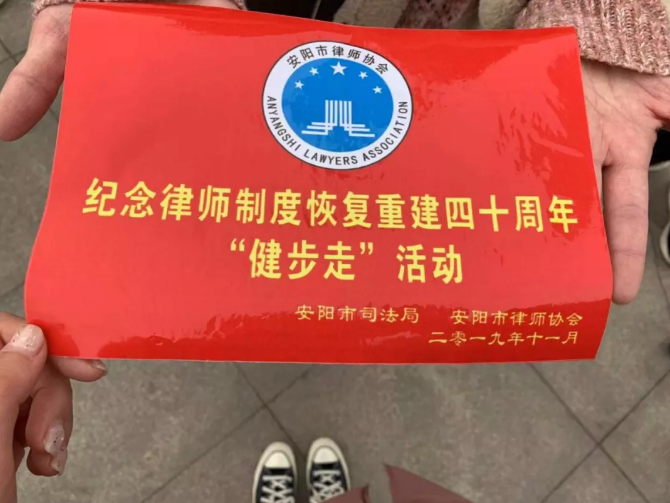 安阳市律师协会
ANYANGSHI LAWYERS ASSOCIATION
纪念律师制度恢复重建四十周年
“健步走”活动
安阳市司法局 安阳市律师协会
二零一九年十一月